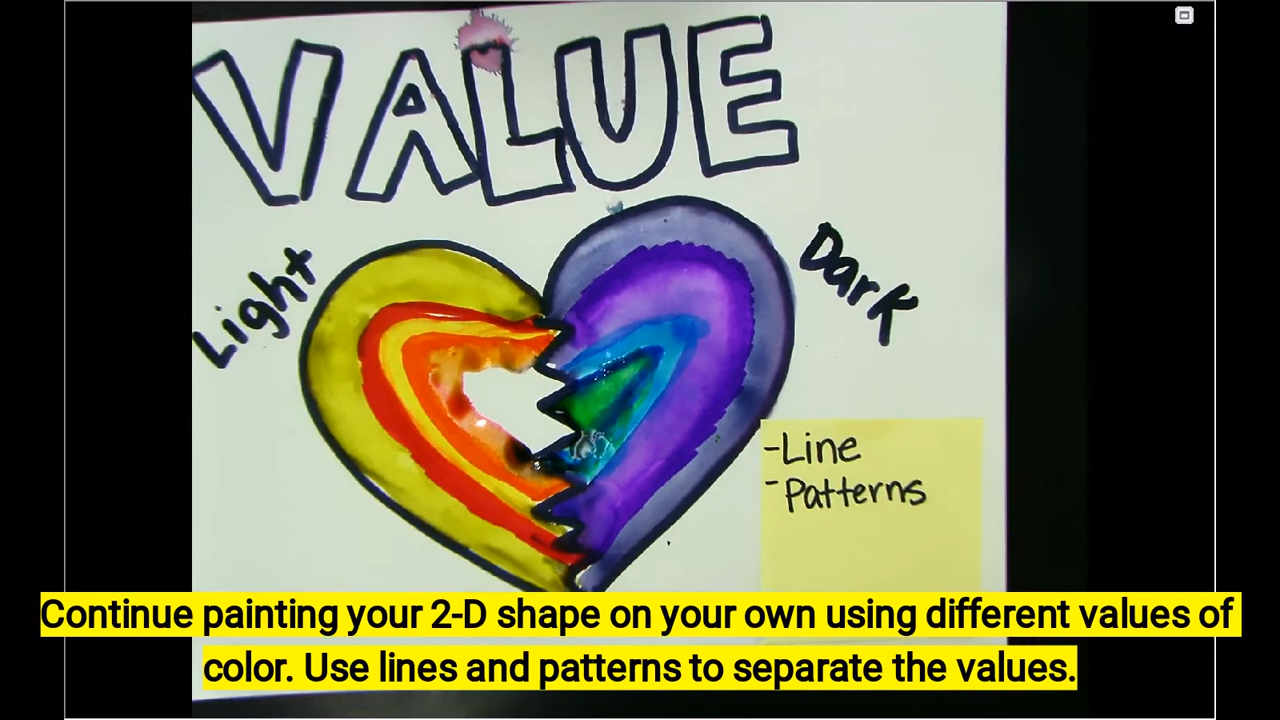 VALUE
Light
Dark
-Line
-Patterns
Continue painting your 2-D shape on your own using different values of
color. Use lines and patterns to separate the values.